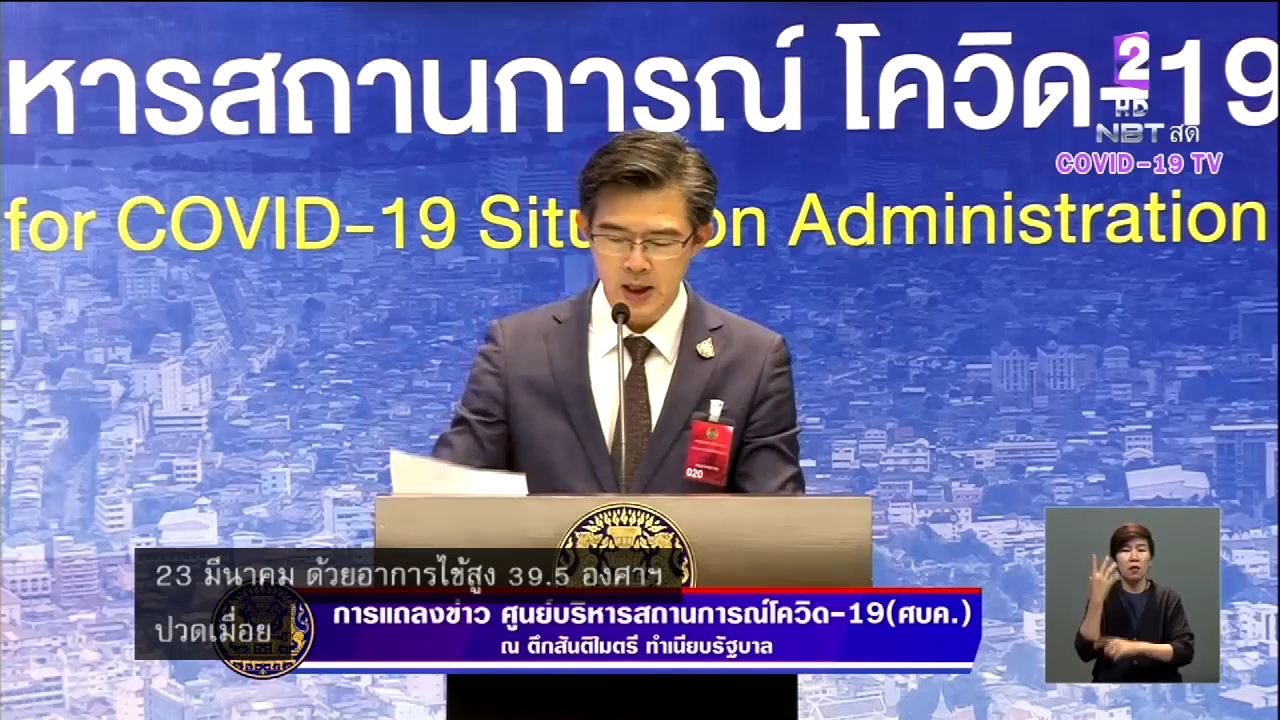 หารสถานการณ์ โควิด-19
2
HD
NBT สด
COVID-19 TV
for COVID-19 Situ on Administration
020
23 มีนาคม ด้วยอาการไข้สูง 39.5 องศาฯ
ปวดเมื่อย
การแถลงข่าว ศูนย์บริหารสถานการณ์โควิด-19(ศบค.)
ณ ตึกสันติไมตรี ทำเนียบรัฐบาล